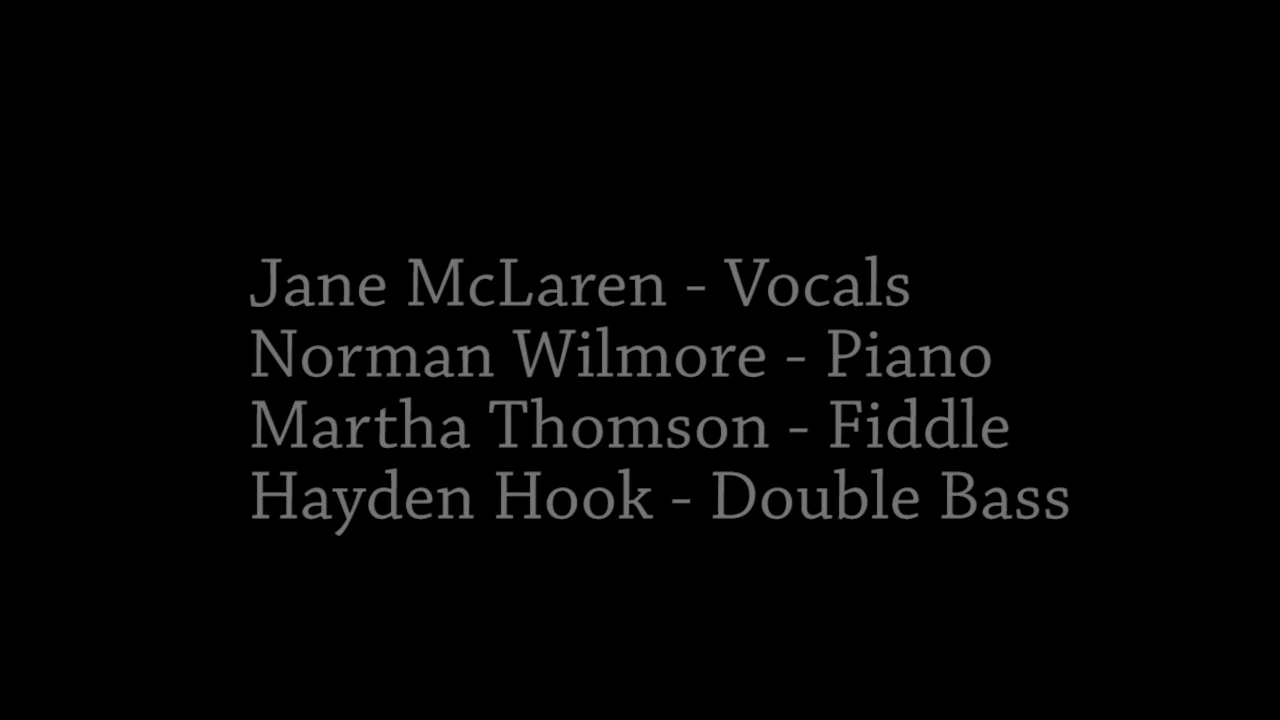 Jane McLaren - Vocals
Norman Wilmore - Piano
Martha Thomson - Fiddle
Hayden Hook - Double Bass